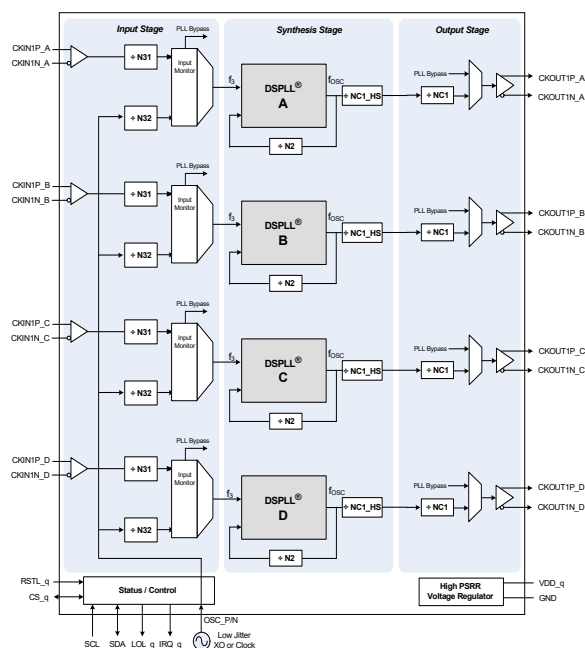 Input Stage
Synthesis Stage
Output Stage
CKIN1P_A
CKIN1N_A
÷ N31
÷ N32
Input Monitor
PLL Bypass
f3
DSPLL®
A
fOSC
÷ NC1_HS
÷ N2
PLL Bypass
÷ NC1
CKOUT1P_A
CKOUT1N_A
CKIN1P_B
CKIN1N_B
÷ N31
÷ N32
Input Monitor
PLL Bypass
f3
DSPLL®
B
fOSC
÷ NC1_HS
÷ N2
PLL Bypass
÷ NC1
CKOUT1P_B
CKOUT1N_B
CKIN1P_C
CKIN1N_C
÷ N31
÷ N32
Input Monitor
PLL Bypass
f3
DSPLL®
C
fOSC
÷ NC1_HS
÷ N2
PLL Bypass
÷ NC1
CKOUT1P_C
CKOUT1N_C
CKIN1P_D
CKIN1N_D
÷ N31
÷ N32
Input Monitor
PLL Bypass
f3
DSPLL®
D
fOSC
÷ NC1_HS
÷ N2
PLL Bypass
÷ NC1
CKOUT1P_D
CKOUT1N_D
RSTL_q
CS_q
Status / Control
High PSRR
Voltage Regulator
VDD_q
GND
OSC_P/N
SCL
SDA
LOL_q
IRQ_q
Low Jitter
XO or Clock